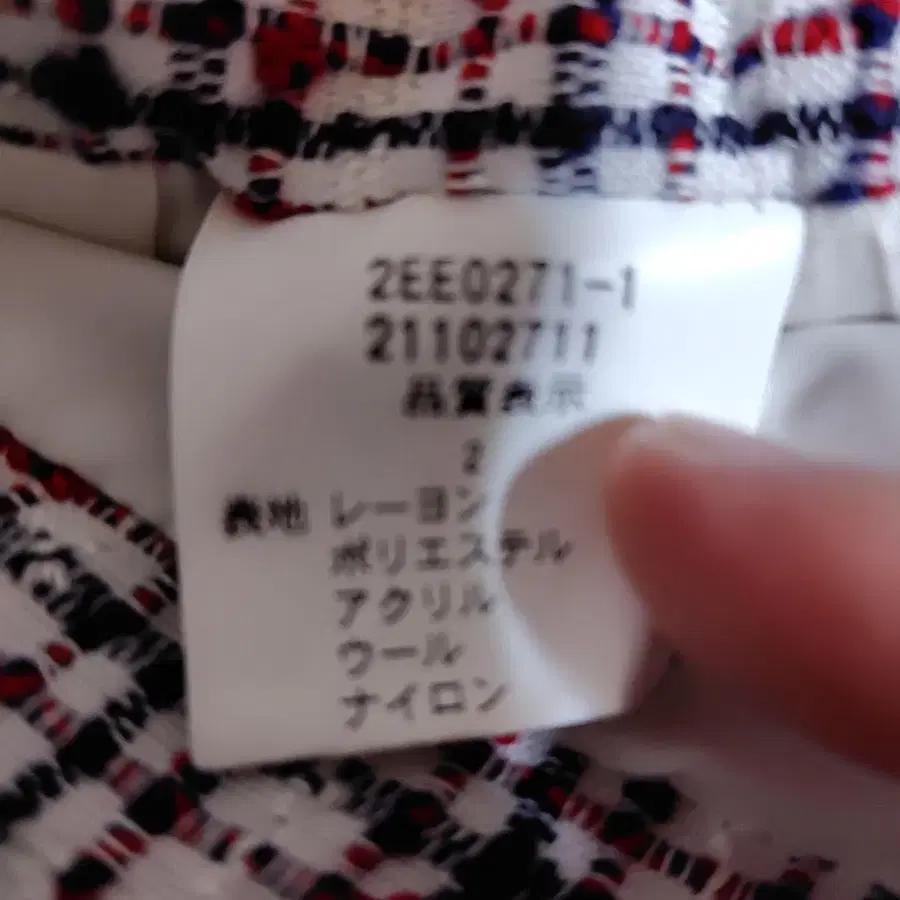 2EE0271-1
21102711
品質表示
2
表地 レーヨン
ポリエステル
アクリル
ウール
ナイロン